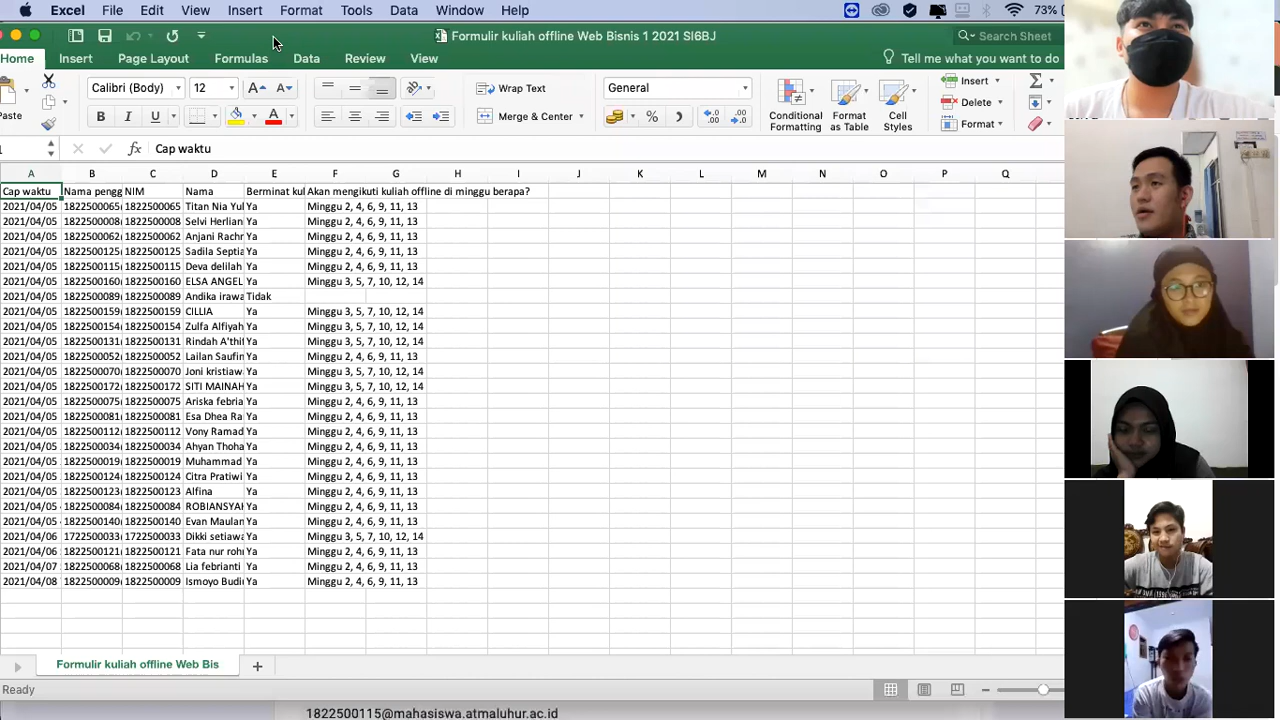 Excel File Edit View Insert Format Tools Data Window Help 73%
Formulir kuliah offline Web Bisnis 1 2021 SI6BJ Search Sheet
Home Insert Page Layout Formulas Data Review View Tell me what you want to do
Calibri (Body) 12 A A Wrap Text General Insert
Paste B I U A Merge & Center % Conditional Formatting Format as Table Cell Styles Delete
Format
Cap waktu
A B C D E F G H I J K L M N O P Q
Cap waktu Nama pengg NIM Nama Berminat kul Akan mengikuti kuliah offline di minggu berapa?
2021/04/05 1822500065 1822500065 Titan Nia Yul Ya Minggu 2, 4, 6, 9, 11, 13
2021/04/05 1822500008 1822500008 Selvi Herlian Ya Minggu 2, 4, 6, 9, 11, 13
2021/04/05 1822500062 1822500062 Anjani Rachr Ya Minggu 2, 4, 6, 9, 11, 13
2021/04/05 1822500125 1822500125 Sadila Septia Ya Minggu 2, 4, 6, 9, 11, 13
2021/04/05 1822500115 1822500115 Deva delilah Ya Minggu 2, 4, 6, 9, 11, 13
2021/04/05 1822500160 1822500160 ELSA ANGEL Ya Minggu 3, 5, 7, 10, 12, 14
2021/04/05 1822500089 1822500089 Andika irawa Tidak
2021/04/05 1822500159 1822500159 CILLIA Ya Minggu 3, 5, 7, 10, 12, 14
2021/04/05 1822500154 1822500154 Zulfa Alfiyah Ya Minggu 3, 5, 7, 10, 12, 14
2021/04/05 1822500131 1822500131 Rindah A'thil Ya Minggu 3, 5, 7, 10, 12, 14
2021/04/05 1822500052 1822500052 Lailan Saufin Ya Minggu 2, 4, 6, 9, 11, 13
2021/04/05 1822500070 1822500070 Joni kristiaw Ya Minggu 3, 5, 7, 10, 12, 14
2021/04/05 1822500172 1822500172 SITI MAINAH Ya Minggu 3, 5, 7, 10, 12, 14
2021/04/05 1822500075 1822500075 Ariska febria Ya Minggu 2, 4, 6, 9, 11, 13
2021/04/05 1822500081 1822500081 Esa Dhea Ra Ya Minggu 2, 4, 6, 9, 11, 13
2021/04/05 1822500112 1822500112 Vony Ramad Ya Minggu 2, 4, 6, 9, 11, 13
2021/04/05 1822500034 1822500034 Ahyan Thoha Ya Minggu 2, 4, 6, 9, 11, 13
2021/04/05 1822500019 1822500019 Muhammad Ya Minggu 2, 4, 6, 9, 11, 13
2021/04/05 1822500124 1822500124 Citra Pratiwi Ya Minggu 2, 4, 6, 9, 11, 13
2021/04/05 1822500123 1822500123 Alfina Ya Minggu 2, 4, 6, 9, 11, 13
2021/04/05 1822500084 1822500084 ROBIANSYAH Ya Minggu 2, 4, 6, 9, 11, 13
2021/04/05 1822500140 1822500140 Evan Maulan Ya Minggu 2, 4, 6, 9, 11, 13
2021/04/06 1722500033 1722500033 Dikki setiawa Ya Minggu 3, 5, 7, 10, 12, 14
2021/04/06 1822500121 1822500121 Fata nur rohr Ya Minggu 2, 4, 6, 9, 11, 13
2021/04/07 1822500068 1822500068 Lia febrianti Ya Minggu 2, 4, 6, 9, 11, 13
2021/04/08 1822500009 1822500009 Ismoyo Budi Ya Minggu 2, 4, 6, 9, 11, 13
Formulir kuliah offline Web Bis
Ready
1822500115@mahasiswa.atmaluhur.ac.id